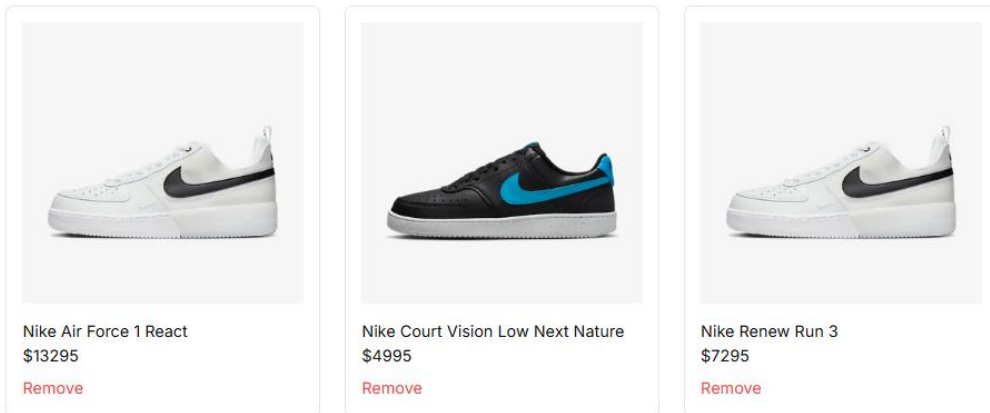 Nike Air Force 1 React
$13295
Remove
Nike Court Vision Low Next Nature
$4995
Remove
Nike Renew Run 3
$7295
Remove